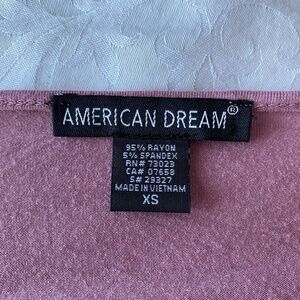 AMERICAN DREAM®
95% RAYON
5% SPANDEX
RN# 73023
CA# 07658
S# 29327
MADE IN VIETNAM
XS